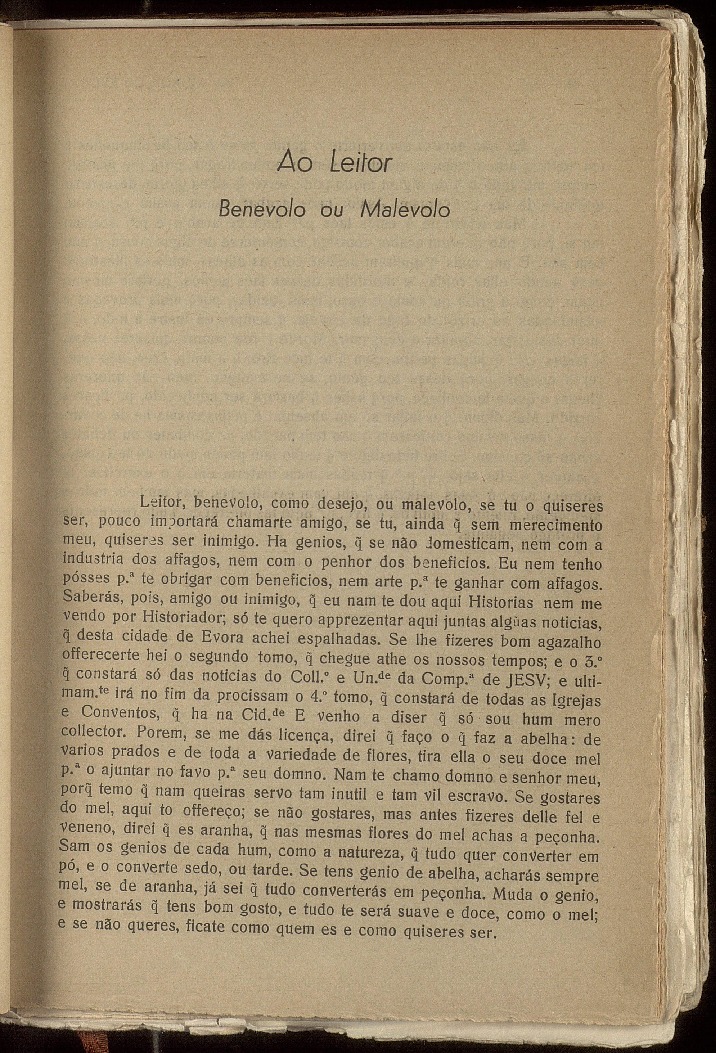 Ao Leitor
Benevolo ou Malevolo
Leitor, benevolo, como desejo, ou malevolo, se tu o quiseres
ser, pouco importará chamarte amigo, se tu, ainda q̃ sem merecimento
meu, quiseres ser inimigo. Ha genios, q̃ se não domesticam, nem com a
industria dos affagos, nem com o penhor dos beneficios. Eu nem tenho
pósses p.ª te obrigar com beneficios, nem arte p.ª te ganhar com affagos.
Saberás, pois, amigo ou inimigo, q̃ eu nam te dou aqui Historias nem me
vendo por Historiador; só te quero apprezentar aqui juntas algũas noticias,
q̃ desta cidade de Evora achei espalhadas. Se lhe fizeres bom agazalho
offerecerte hei o segundo tomo, q̃ chegue athe os nossos tempos; e o 3.º
q̃ constará só das noticias do Coll.º e Un.de da Comp.ª de JESV; e ulti-
mam.te irá no fim da procissam o 4.º tomo, q̃ constará de todas as Igrejas
e Conventos, q̃ ha na Cid.de E venho a diser q̃ só sou hum mero
collector. Porem, se me dás licença, direi q̃ faço o q̃ faz a abelha: de
varios prados e de toda a variedade de flores, tira ella o seu doce mel
p.ª o ajuntar no favo p.ª seu domno. Nam te chamo domno e senhor meu,
porq̃ temo q̃ nam queiras servo tam inutil e tam vil escravo. Se gostares
do mel, aqui to offereço; se não gostares, mas antes fizeres delle fel e
veneno, direi q̃ es aranha, q̃ nas mesmas flores do mel achas a peçonha.
Sam os genios de cada hum, como a natureza, q̃ tudo quer converter em
pó, e o converte sedo, ou tarde. Se tens genio de abelha, acharás sempre
mel, se de aranha, já sei q̃ tudo converterás em peçonha. Muda o genio,
e mostrarás q̃ tens bom gosto, e tudo te será suave e doce, como o mel;
e se não queres, ficate como quem es e como quiseres ser.